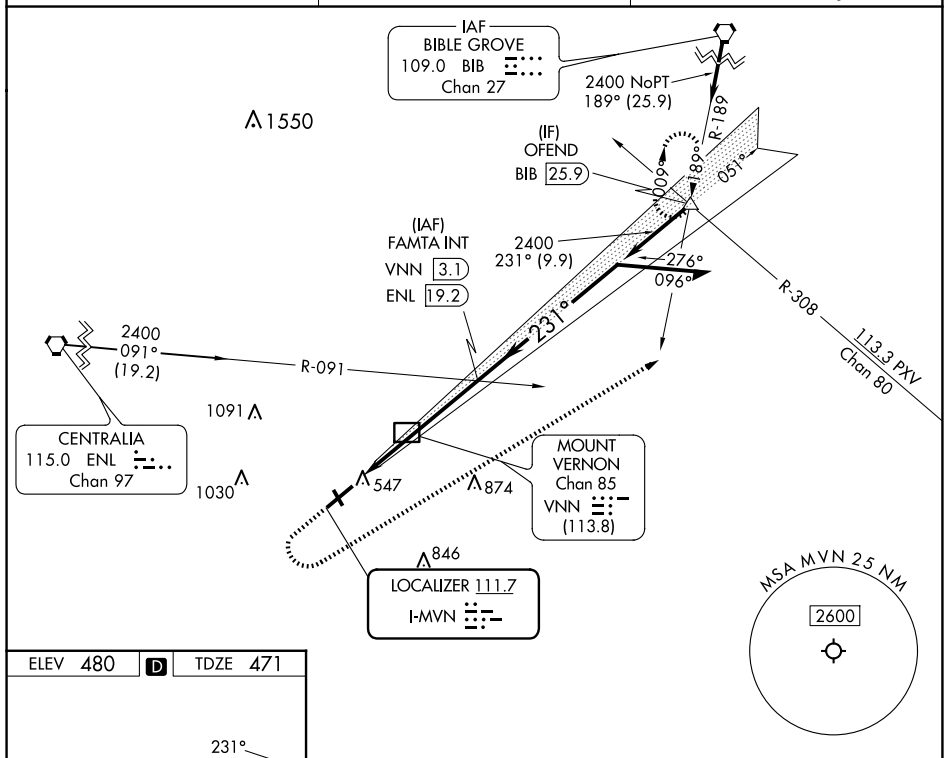 IAF
BIBLE GROVE
109.0 BIB
Chan 27
2400 NoPT
189° (25.9)
R-189
1550
(IF)
OFEND
BIB 25.9
009°
189°
051°
(IAF)
FAMTA INT
VNN 3.1
ENL 19.2
2400
231° (9.9)
276°
096°
231°
R-308
113.3 PXV
Chan 80
2400
091°
(19.2)
R-091
CENTRALIA
115.0 ENL
Chan 97
1091
1030
547
874
846
MOUNT
VERNON
Chan 85
VNN
(113.8)
LOCALIZER 111.7
I-MVN
MSA MVN 25 NM
2600
ELEV 480 D TDZE 471
231°